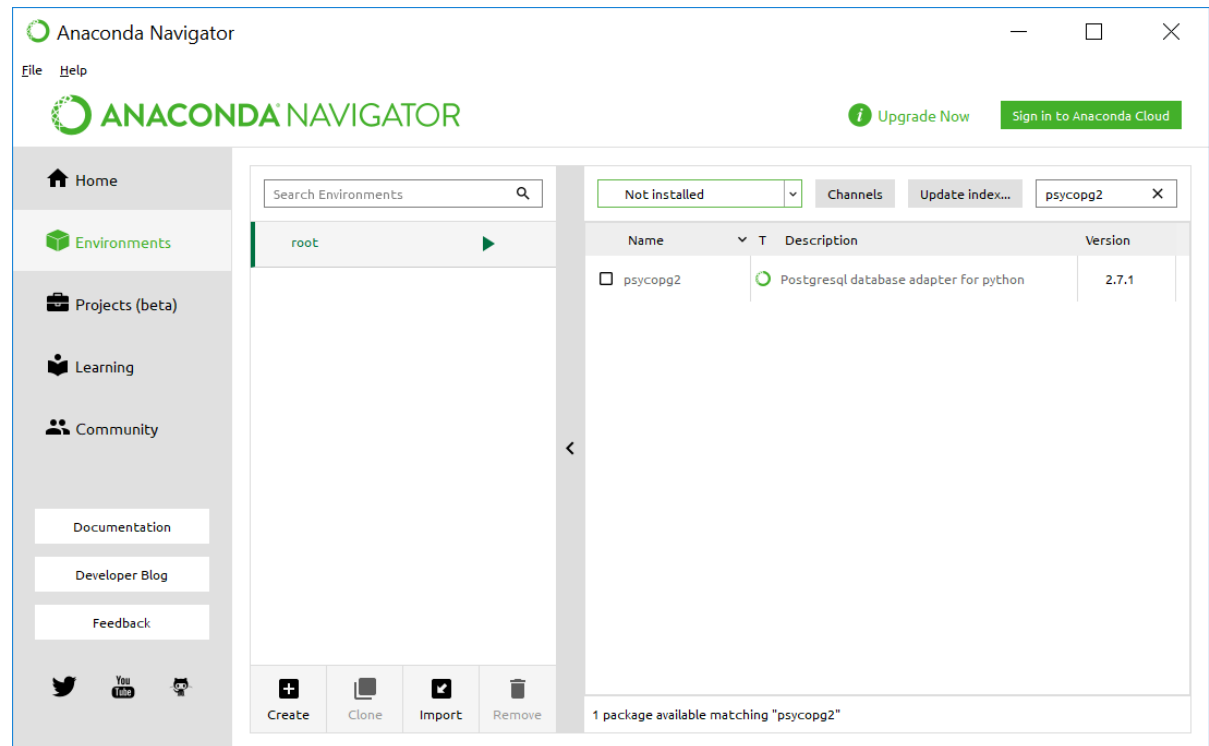 Anaconda Navigator
File Help
ANACONDA NAVIGATOR
i Upgrade Now Sign in to Anaconda Cloud
Home
Environments
Projects (beta)
Learning
Community
Documentation
Developer Blog
Feedback
You Tube
Search Environments
root
Create Clone Import Remove
Not installed Channels Update index... psycopg2
Name T Description Version
psycopg2 Postgresql database adapter for python 2.7.1
1 package available matching "psycopg2"